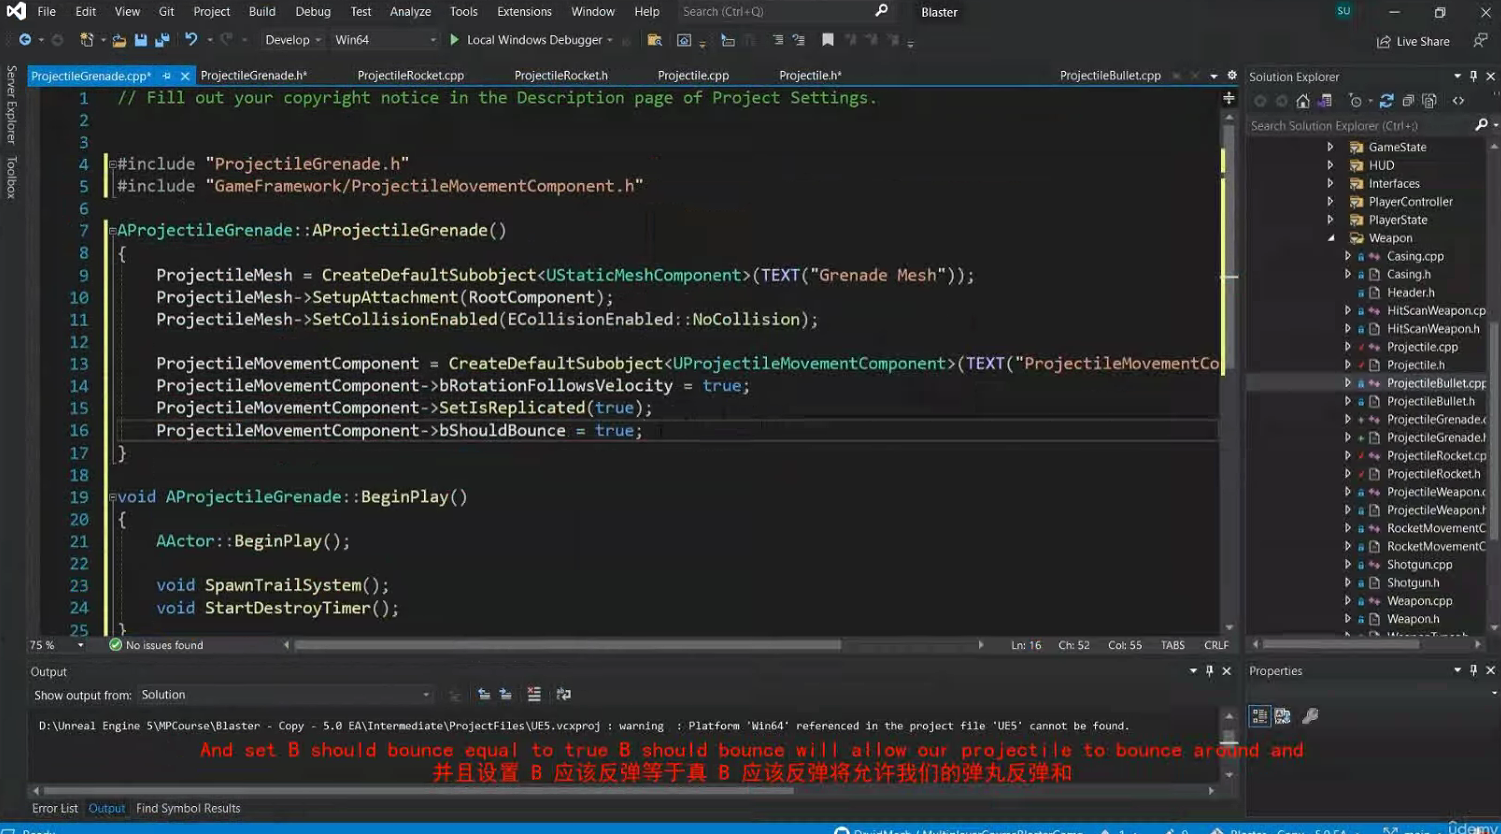 File Edit View Git Project Build Debug Test Analyze Tools Extensions Window Help Search (Ctrl+Q) Blaster SU
Develop Win64 Local Windows Debugger Live Share
Server Explorer
Toolbox
ProjectileGrenade.cpp* ProjectileGrenade.h* ProjectileRocket.cpp ProjectileRocket.h Projectile.cpp Projectile.h* ProjectileBullet.cpp
1 // Fill out your copyright notice in the Description page of Project Settings.
2
3
4 #include "ProjectileGrenade.h"
5 #include "GameFramework/ProjectileMovementComponent.h"
6
7 AProjectileGrenade::AProjectileGrenade()
8 {
9 ProjectileMesh = CreateDefaultSubobject<UStaticMeshComponent>(TEXT("Grenade Mesh"));
10 ProjectileMesh->SetupAttachment(RootComponent);
11 ProjectileMesh->SetCollisionEnabled(ECollisionEnabled::NoCollision);
12
13 ProjectileMovementComponent = CreateDefaultSubobject<UProjectileMovementComponent>(TEXT("ProjectileMovementCo
14 ProjectileMovementComponent->bRotationFollowsVelocity = true;
15 ProjectileMovementComponent->SetIsReplicated(true);
16 ProjectileMovementComponent->bShouldBounce = true;
17 }
18
19 void AProjectileGrenade::BeginPlay()
20 {
21 AActor::BeginPlay();
22
23 void SpawnTrailSystem();
24 void StartDestroyTimer();
25 }
75 % No issues found Ln: 16 Ch: 52 Col: 55 TABS CRLF
Solution Explorer
Search Solution Explorer (Ctrl+;)
GameState
HUD
Interfaces
PlayerController
PlayerState
Weapon
Casing.cpp
Casing.h
Header.h
HitScanWeapon.cp
HitScanWeapon.h
Projectile.cpp
Projectile.h
ProjectileBullet.cpp
ProjectileBullet.h
ProjectileGrenade.c
ProjectileGrenade.h
ProjectileRocket.cp
ProjectileRocket.h
ProjectileWeapon.c
ProjectileWeapon.h
RocketMovementC
RocketMovementC
Shotgun.cpp
Shotgun.h
Weapon.cpp
Weapon.h
Output
Show output from: Solution
D:\Unreal Engine 5\MPCourse\Blaster - Copy - 5.0 EA\Intermediate\ProjectFiles\UE5.vcxproj : warning : Platform 'Win64' referenced in the project file 'UE5' cannot be found.
And set B should bounce equal to true B should bounce will allow our projectile to bounce around and
并且设置 B 应该反弹等于真 B 应该反弹将允许我们的弹丸反弹和
Error List Output Find Symbol Results
Properties